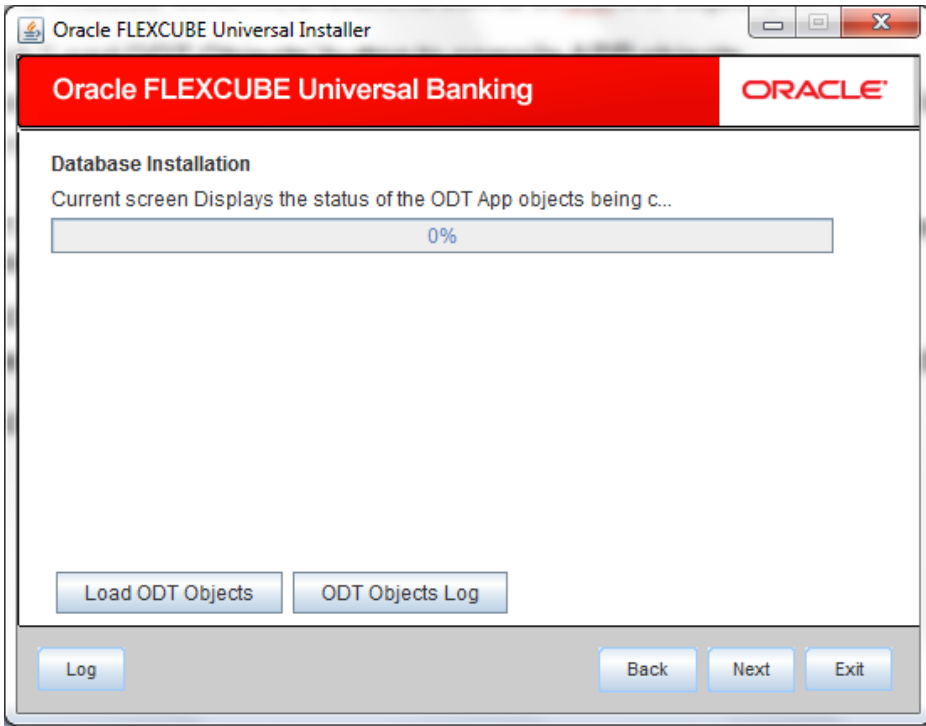 Oracle FLEXCUBE Universal Installer
Oracle FLEXCUBE Universal Banking
ORACLE
Database Installation
Current screen Displays the status of the ODT App objects being c...
0%
Load ODT Objects
ODT Objects Log
Log
Back
Next
Exit